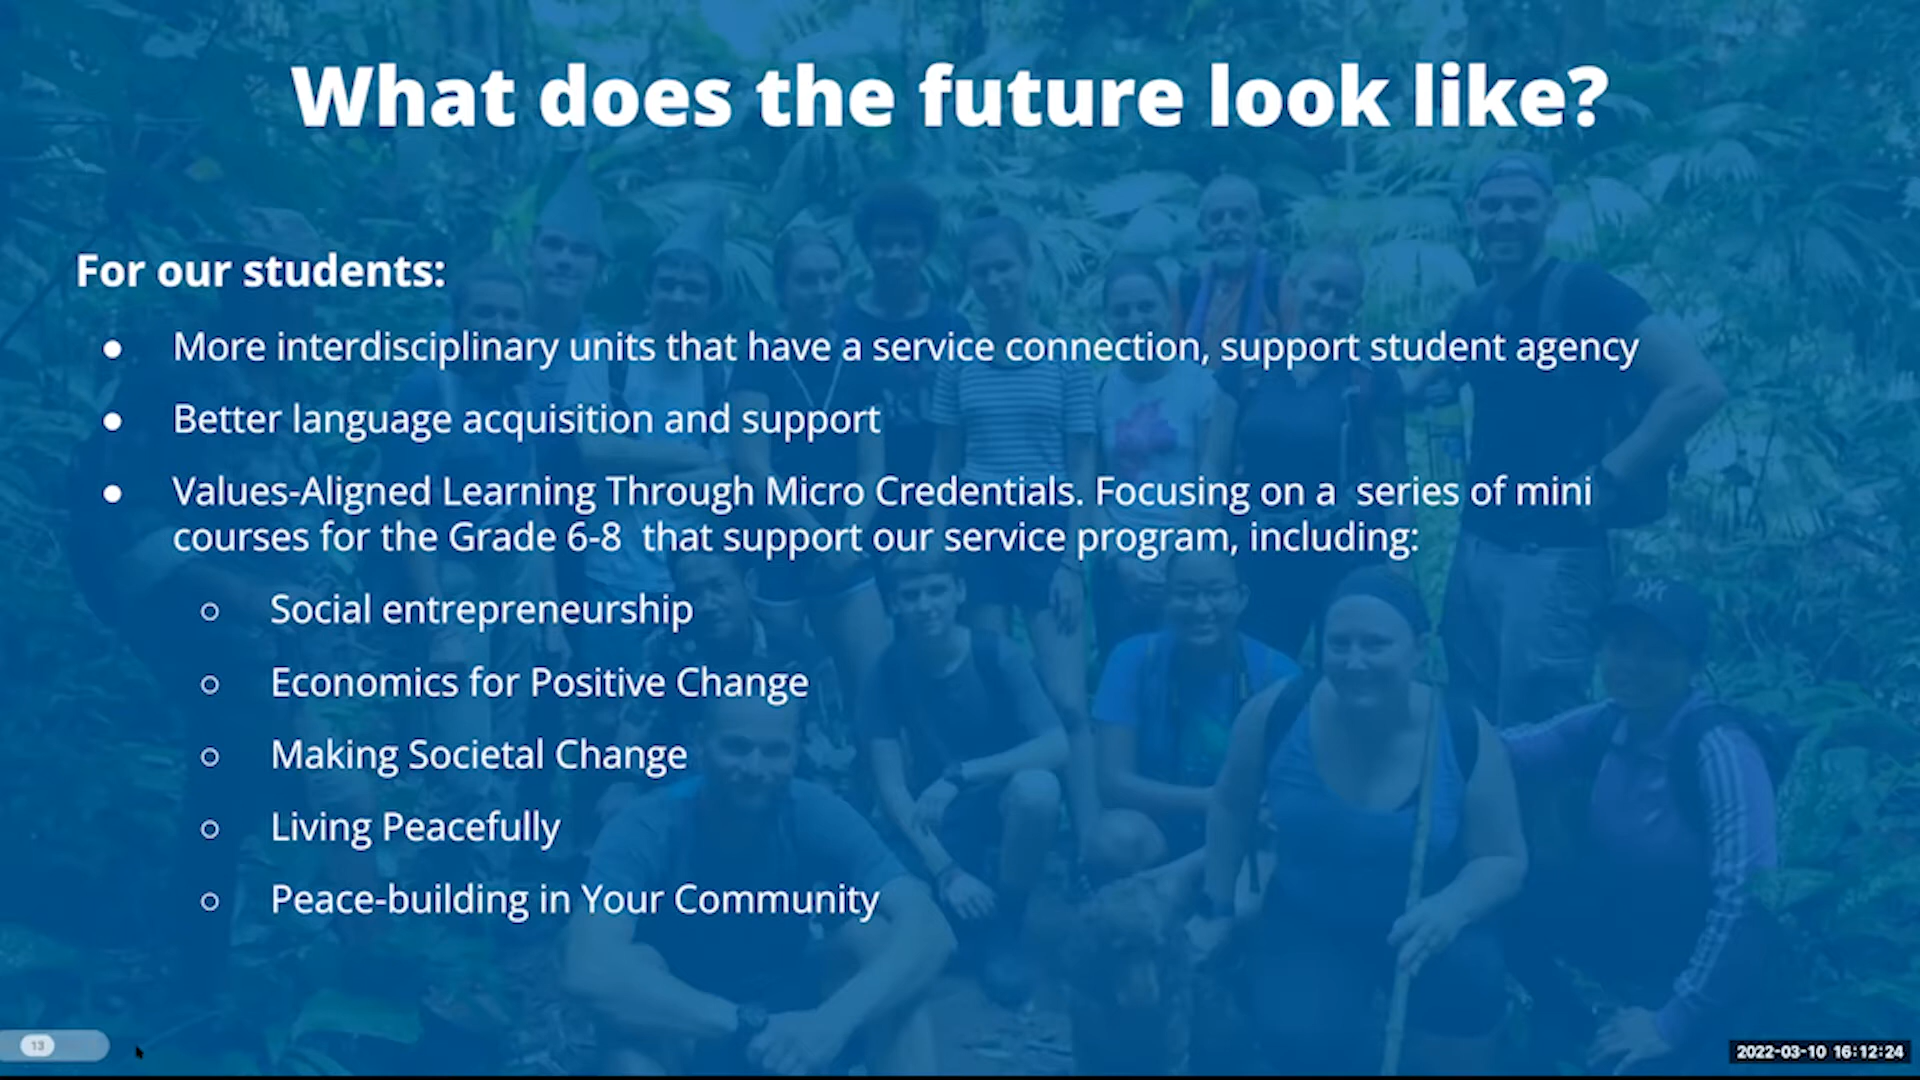 What does the future look like?
For our students:
● More interdisciplinary units that have a service connection, support student agency
● Better language acquisition and support
● Values-Aligned Learning Through Micro Credentials. Focusing on a  series of mini
courses for the Grade 6-8  that support our service program, including:
○ Social entrepreneurship
○ Economics for Positive Change
○ Making Societal Change
○ Living Peacefully
○ Peace-building in Your Community
13
2022-03-10 16:12:24